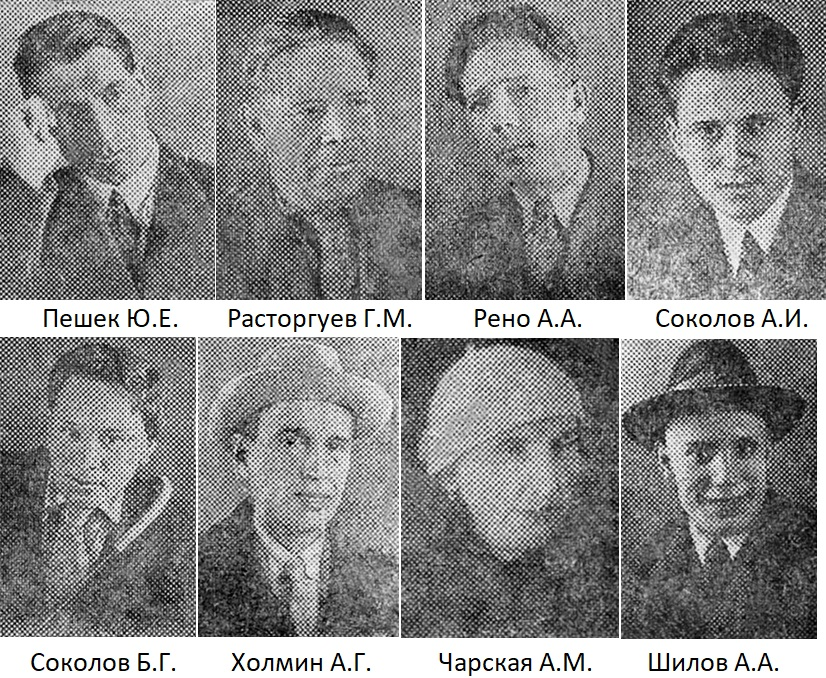 Пешек Ю.Е. Расторгуев Г.М. Рено А.А. Соколов А.И.
Соколов Б.Г. Холмин А.Г. Чарская А.М. Шилов А.А.